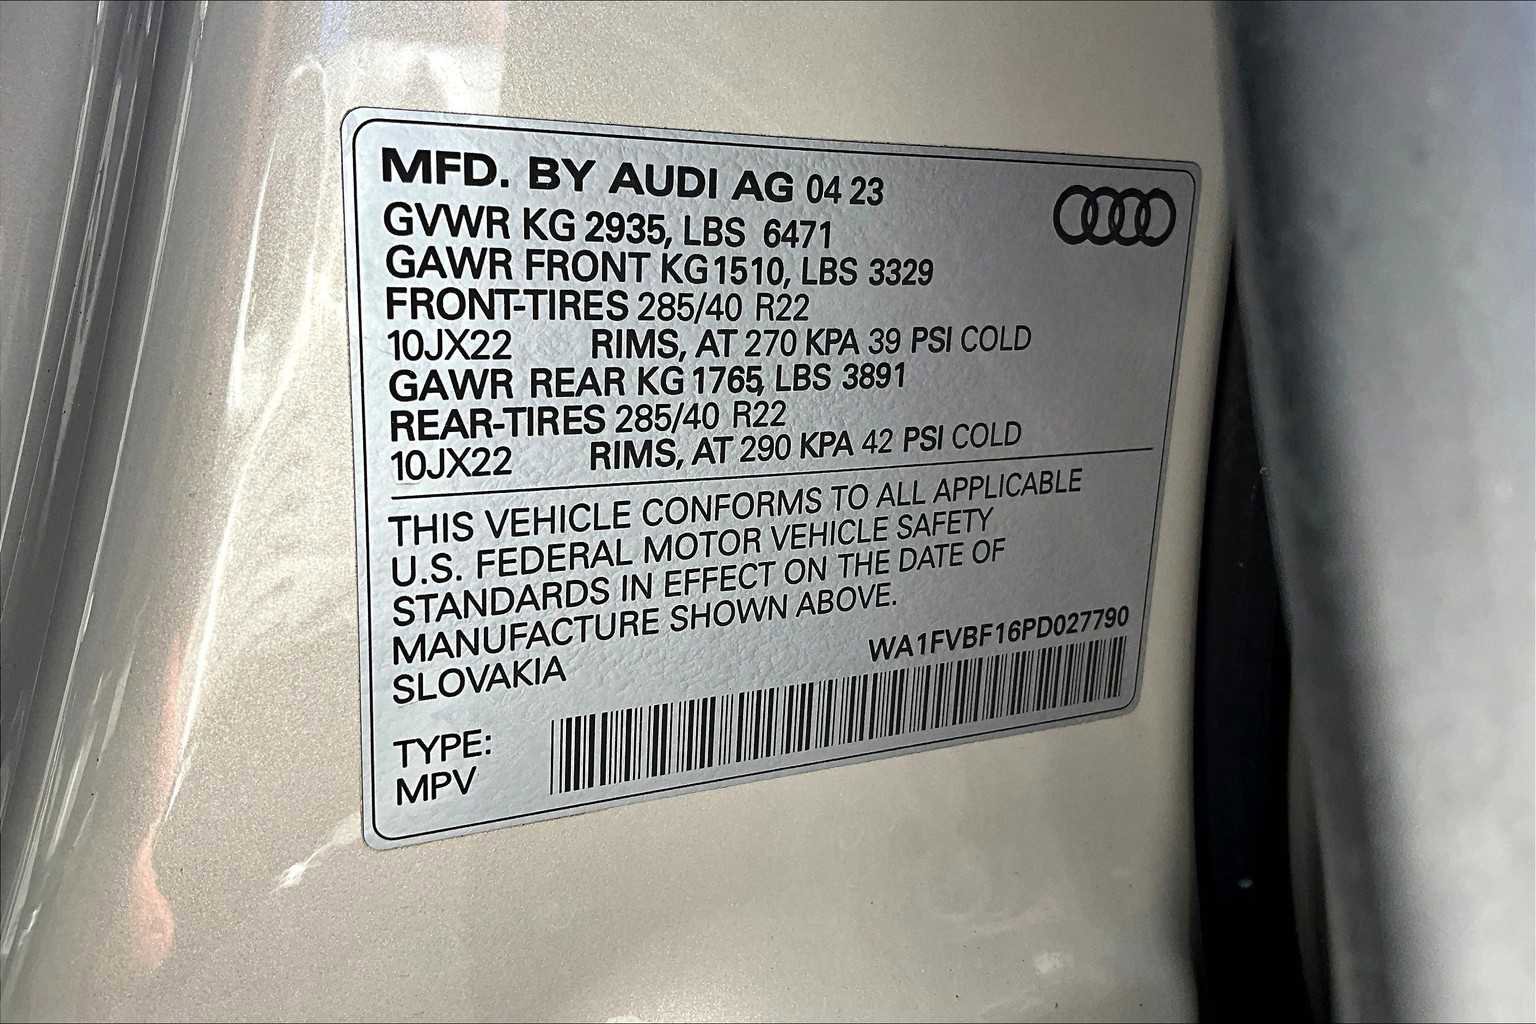 MFD. BY AUDI AG 04 23
GVWR KG 2935, LBS 6471
GAWR FRONT KG 1510, LBS 3329
FRONT-TIRES 285/40 R22
10JX22 RIMS, AT 270 KPA 39 PSI COLD
GAWR REAR KG 1765, LBS 3891
REAR-TIRES 285/40 R22
10JX22 RIMS, AT 290 KPA 42 PSI COLD
THIS VEHICLE CONFORMS TO ALL APPLICABLE
U.S. FEDERAL MOTOR VEHICLE SAFETY
STANDARDS IN EFFECT ON THE DATE OF
MANUFACTURE SHOWN ABOVE.
SLOVAKIA
WA1FVBF16PD027790
TYPE:
MPV